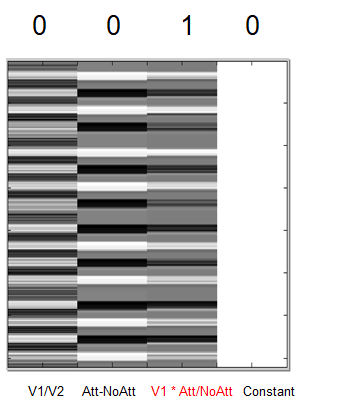 0 0 1 0
V1/V2 Att-NoAtt V1 * Att/NoAtt Constant